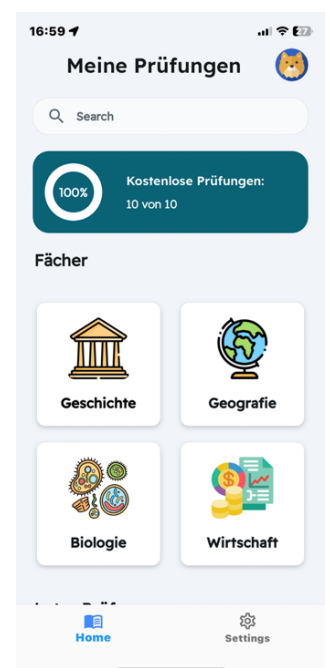 16:59
27
Meine Prüfungen
Search
100%
Kostenlose Prüfungen:
10 von 10
Fächer
Geschichte
Geografie
Biologie
Wirtschaft
Home
Settings